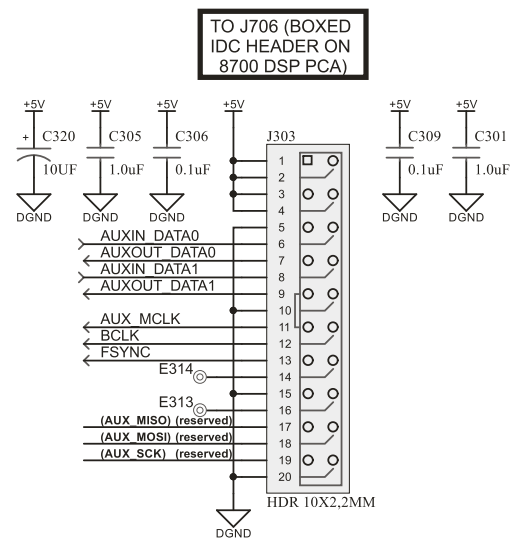 TO J706 (BOXED
IDC HEADER ON
8700 DSP PCA)
+5V +5V +5V +5V +5V +5V
+ C320 C305 C306 J303 C309 C301
10UF 1.0uF 0.1uF 0.1uF 1.0uF
DGND DGND DGND DGND DGND
1
2
3
4
5
AUXIN_DATA0 6
AUXOUT_DATA0 7
AUXIN_DATA1 8
AUXOUT_DATA1 9
10
AUX_MCLK 11
BCLK 12
FSYNC 13
E314 14
15
E313 16
(AUX_MISO) (reserved) 17
(AUX_MOSI) (reserved) 18
(AUX_SCK) (reserved) 19
20
HDR 10X2,2MM
DGND